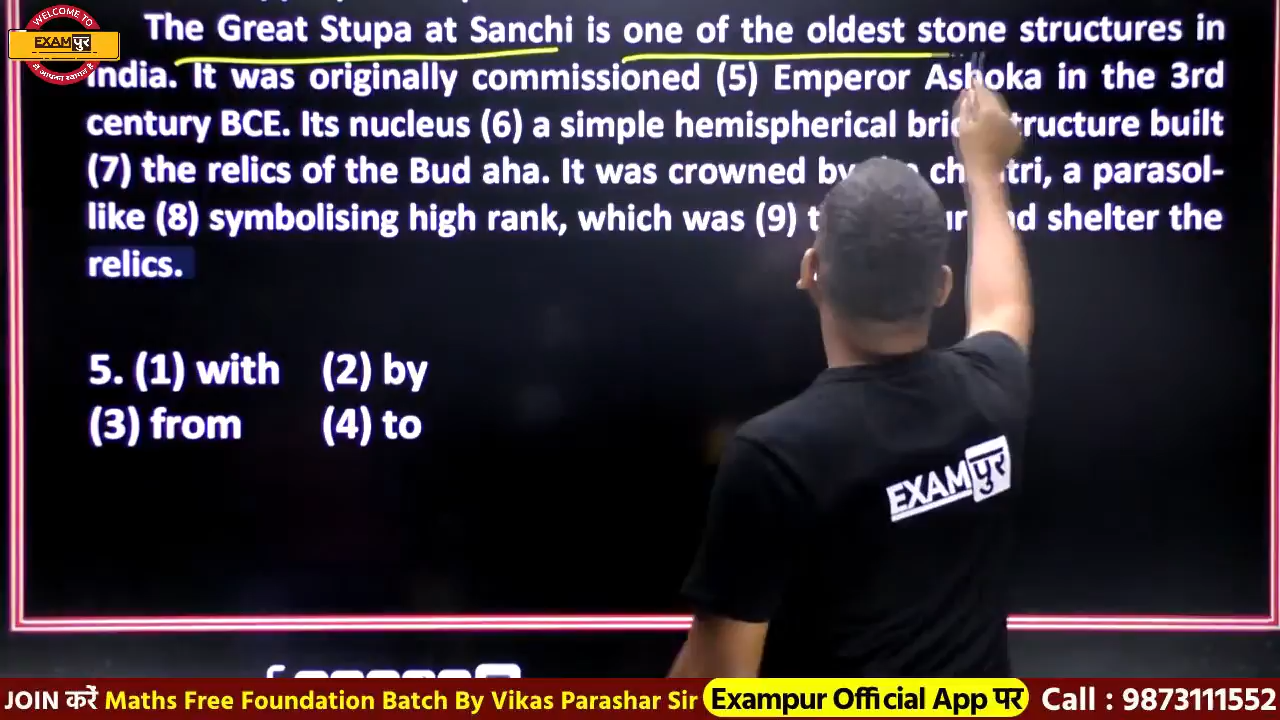 WELCOME TO
EXAMपुर
में आपका स्वागत है
The Great Stupa at Sanchi is one of the oldest stone structures in
India. It was originally commissioned (5) Emperor Ashoka in the 3rd
century BCE. Its nucleus (6) a simple hemispherical structure built
(7) the relics of the Bud aha. It was crowned by a parasol-
like (8) symbolising high rank, which was (9) shelter the
relics.
5. (1) with (2) by
(3) from (4) to
EXAMपुर
JOIN करें Maths Free Foundation Batch By Vikas Parashar Sir Exampur Official App पर Call : 9873111552